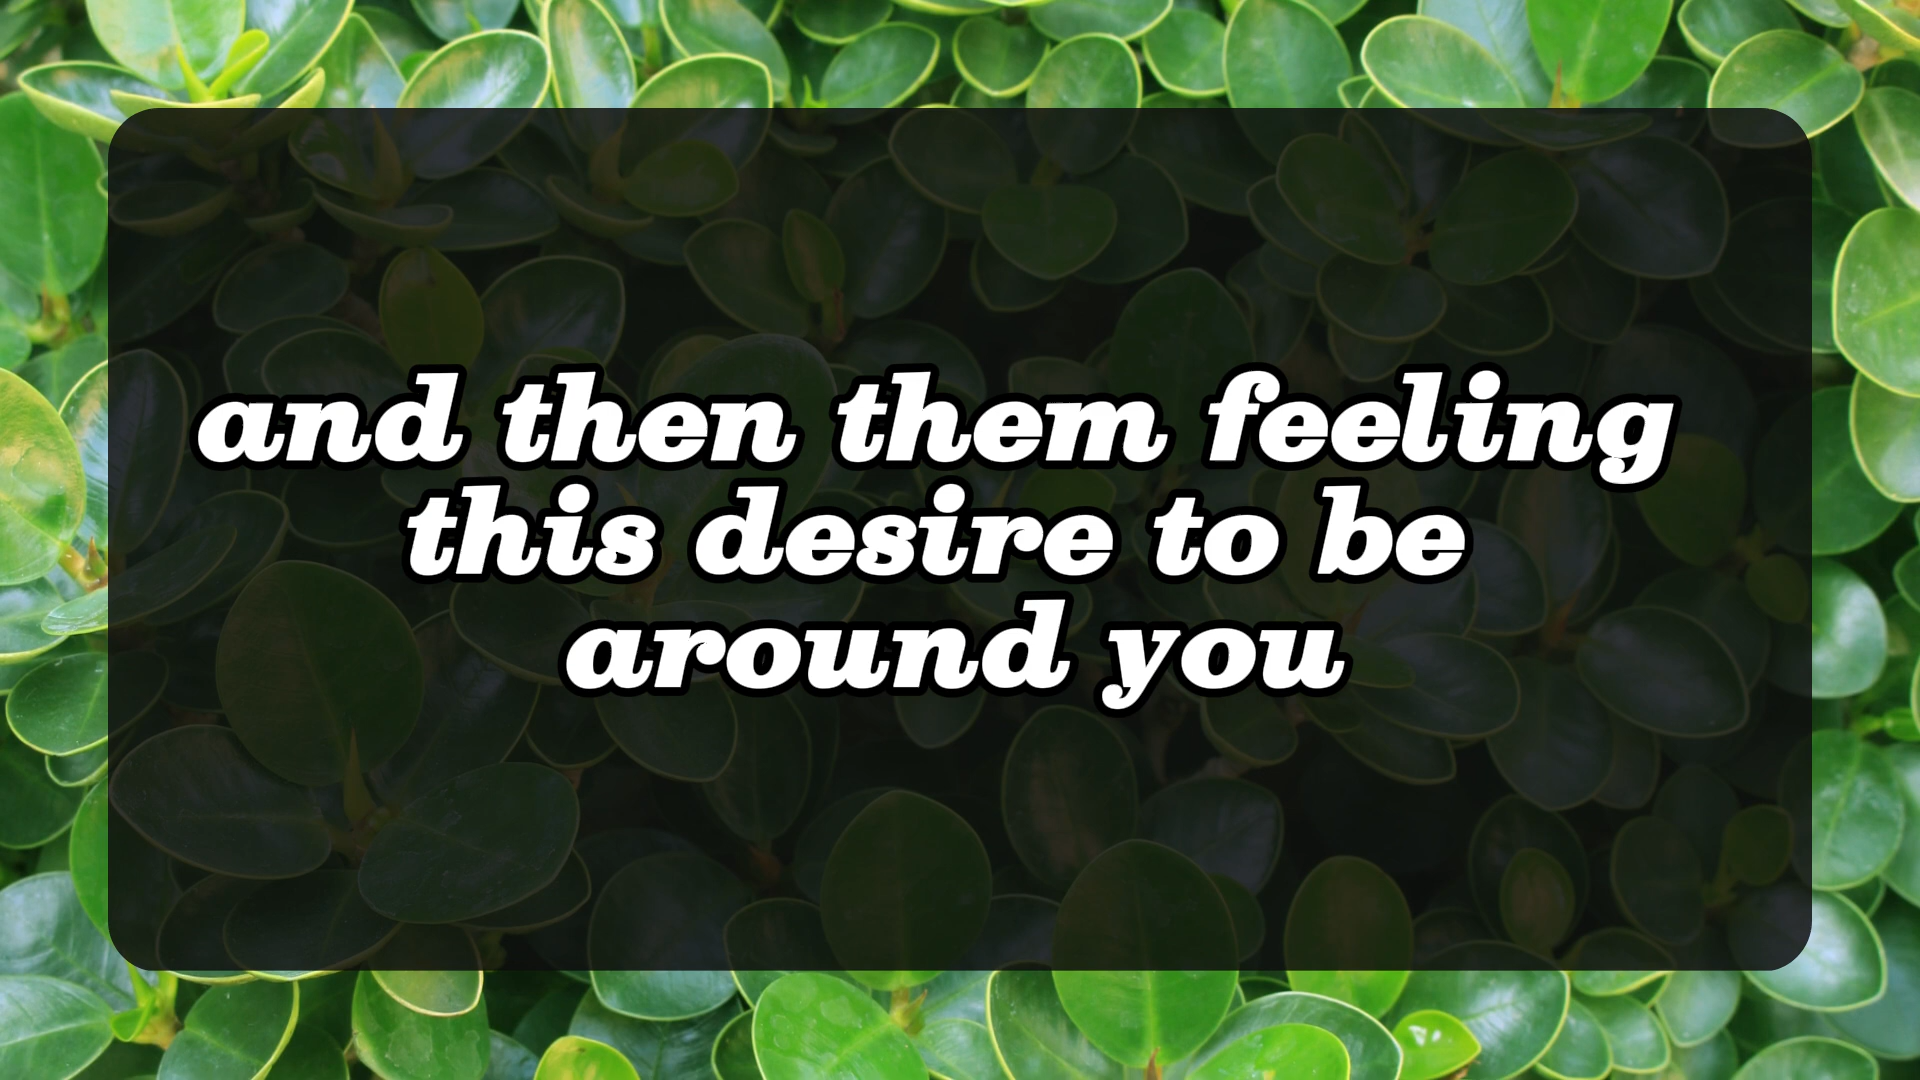 and then them feeling
this desire to be
around you